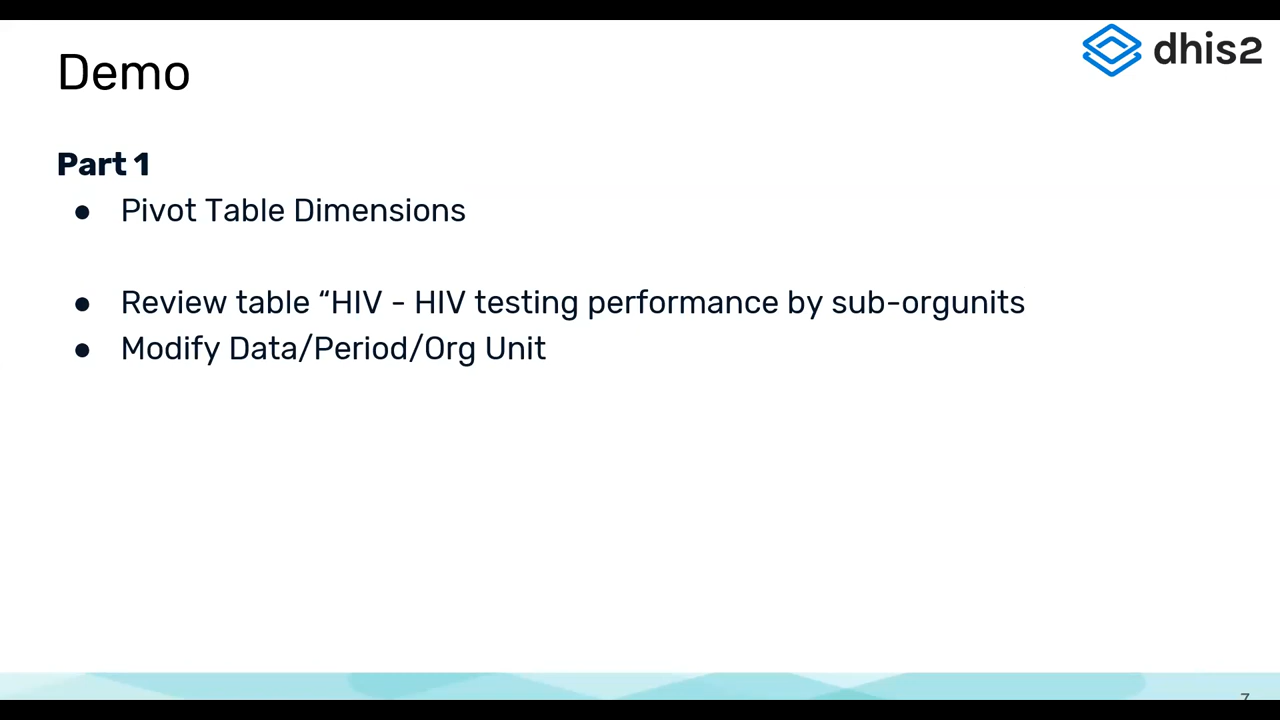 dhis2
Demo
Part 1
● Pivot Table Dimensions
● Review table “HIV - HIV testing performance by sub-orgunits
● Modify Data/Period/Org Unit
7